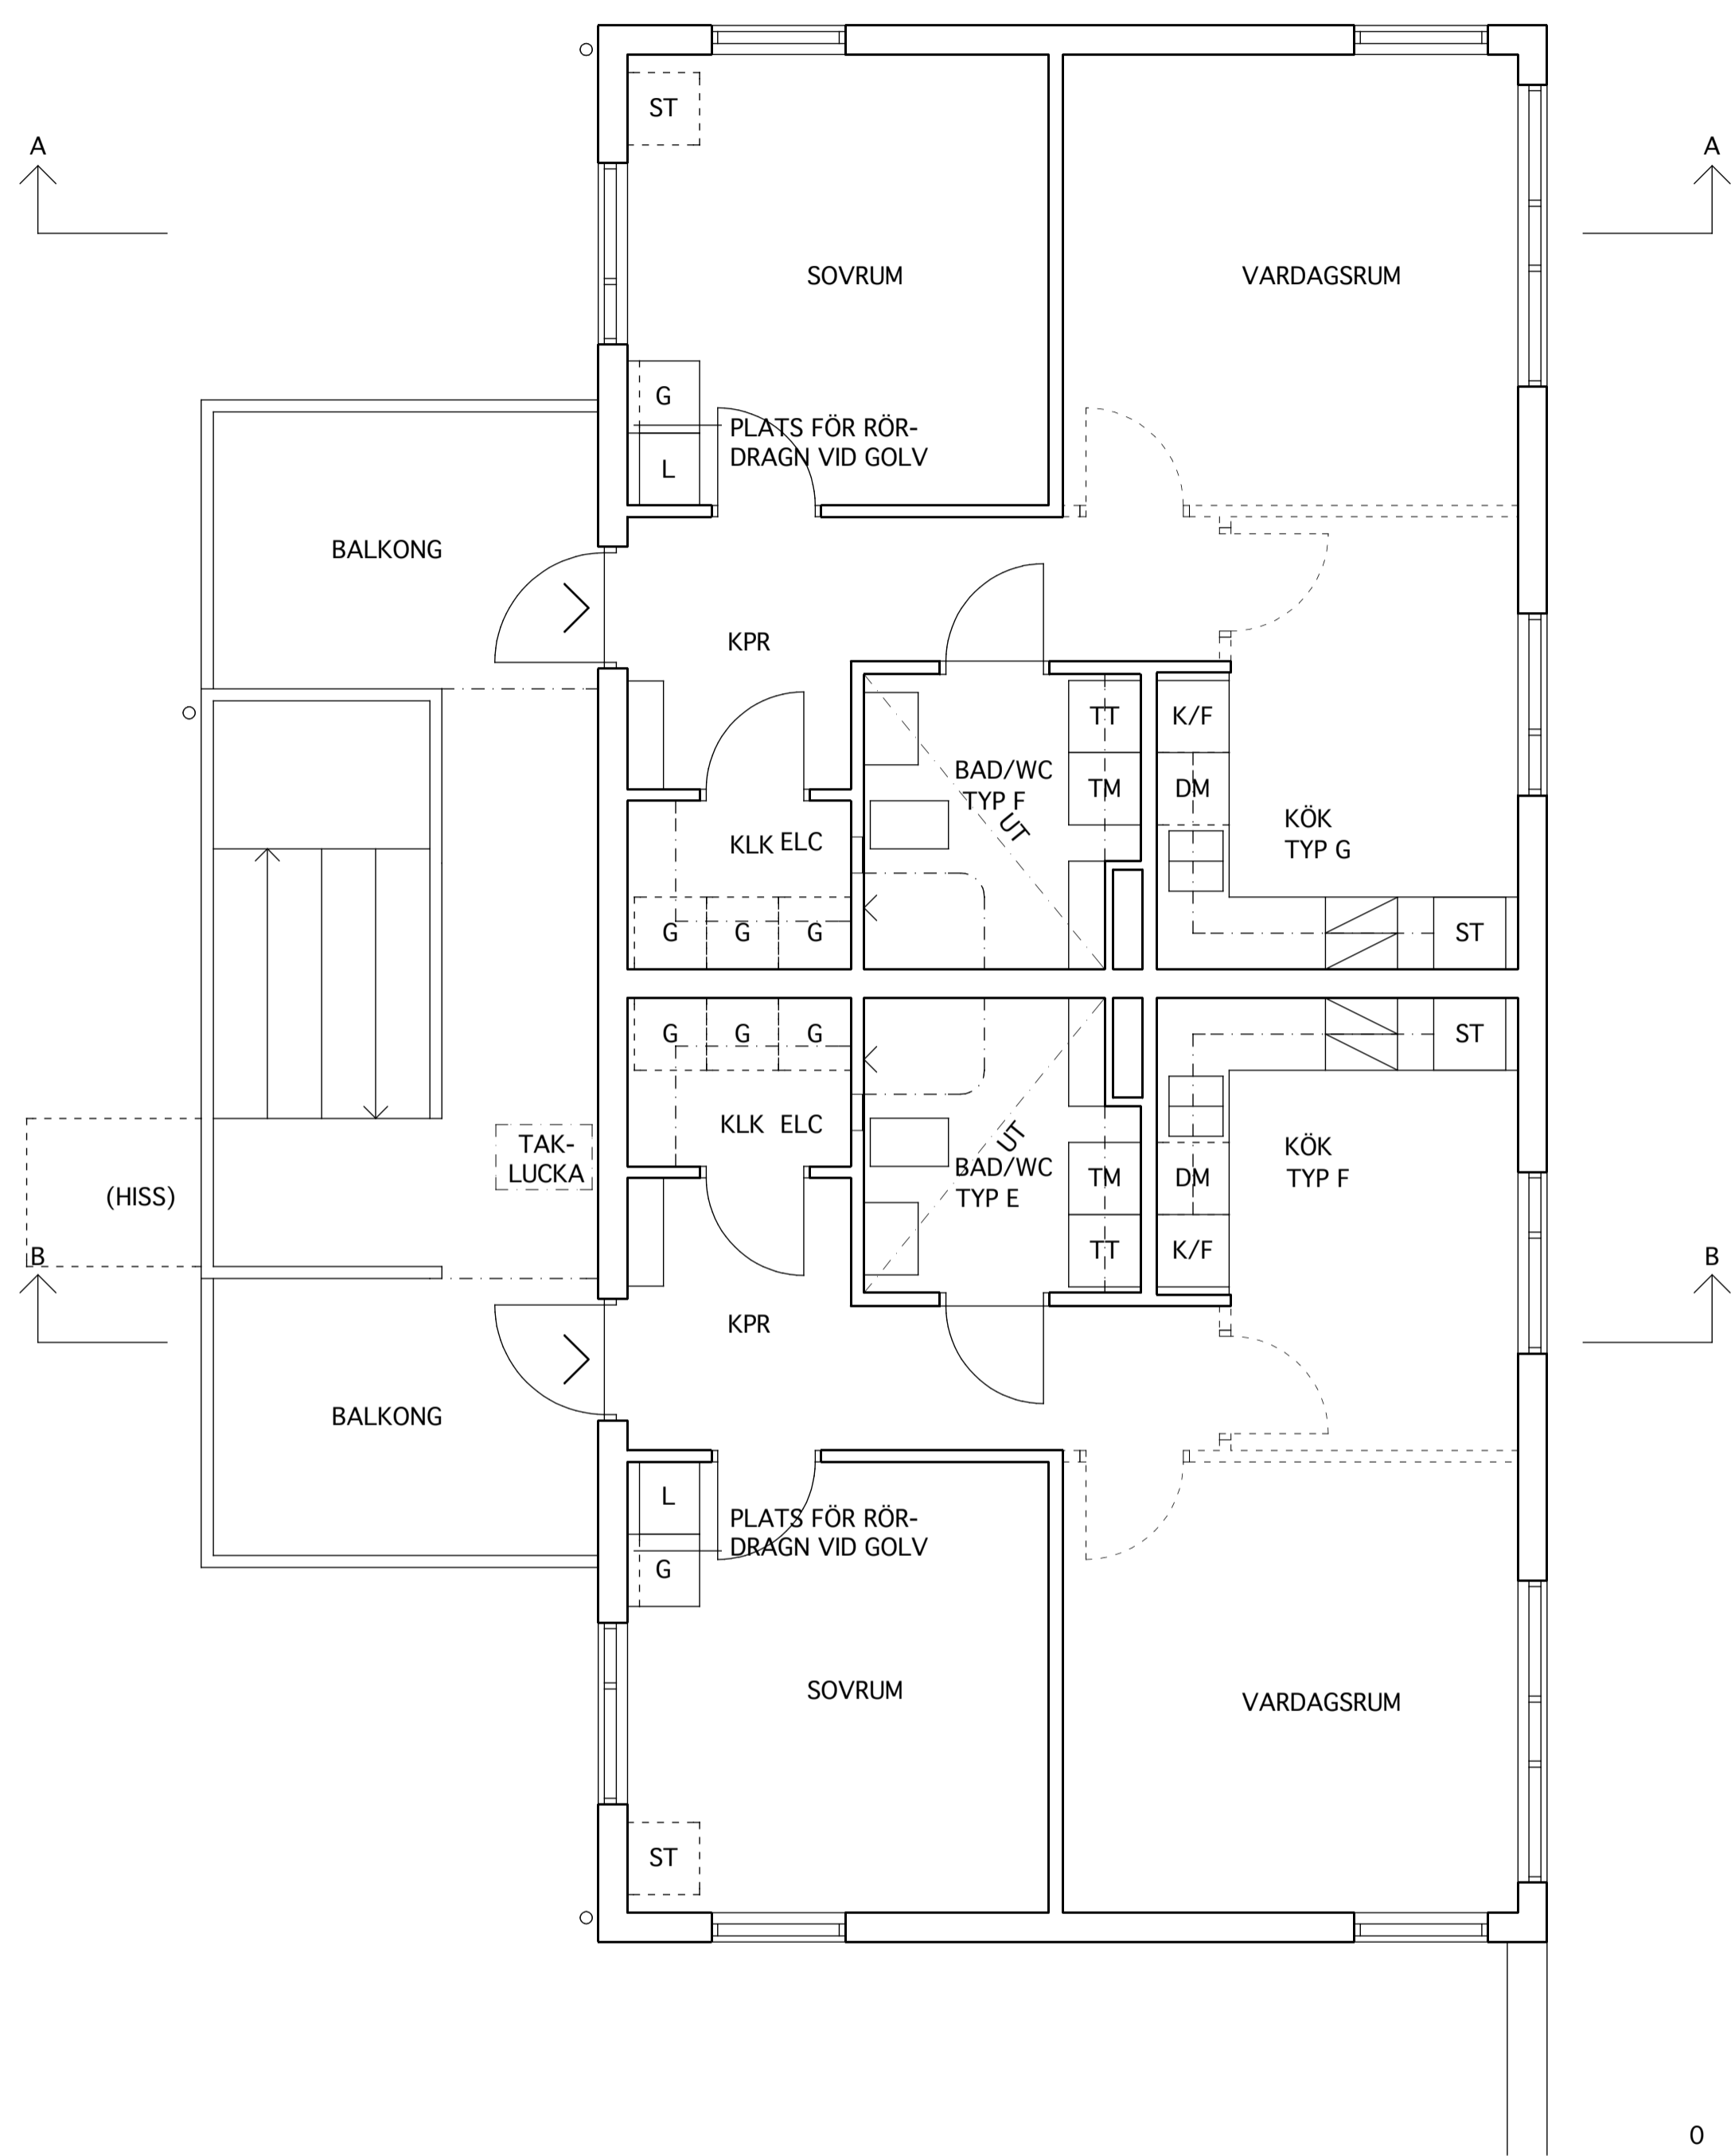 ST
A
A
SOVRUM
VARDAGSRUM
G
PLATS FÖR RÖR-
DRAGN VID GOLV
L
BALKONG
KPR
TT
K/F
BAD/WC
TYP F
TM
DM
UT
KÖK
TYP G
KLK
ELC
G
G
G
ST
G
G
G
ST
KLK
ELC
UT
TAK-
LUCKA
KÖK
TYP F
BAD/WC
TYP E
TM
DM
(HISS)
B
TT
K/F
B
KPR
BALKONG
L
PLATS FÖR RÖR-
DRAGN VID GOLV
G
SOVRUM
VARDAGSRUM
ST
0